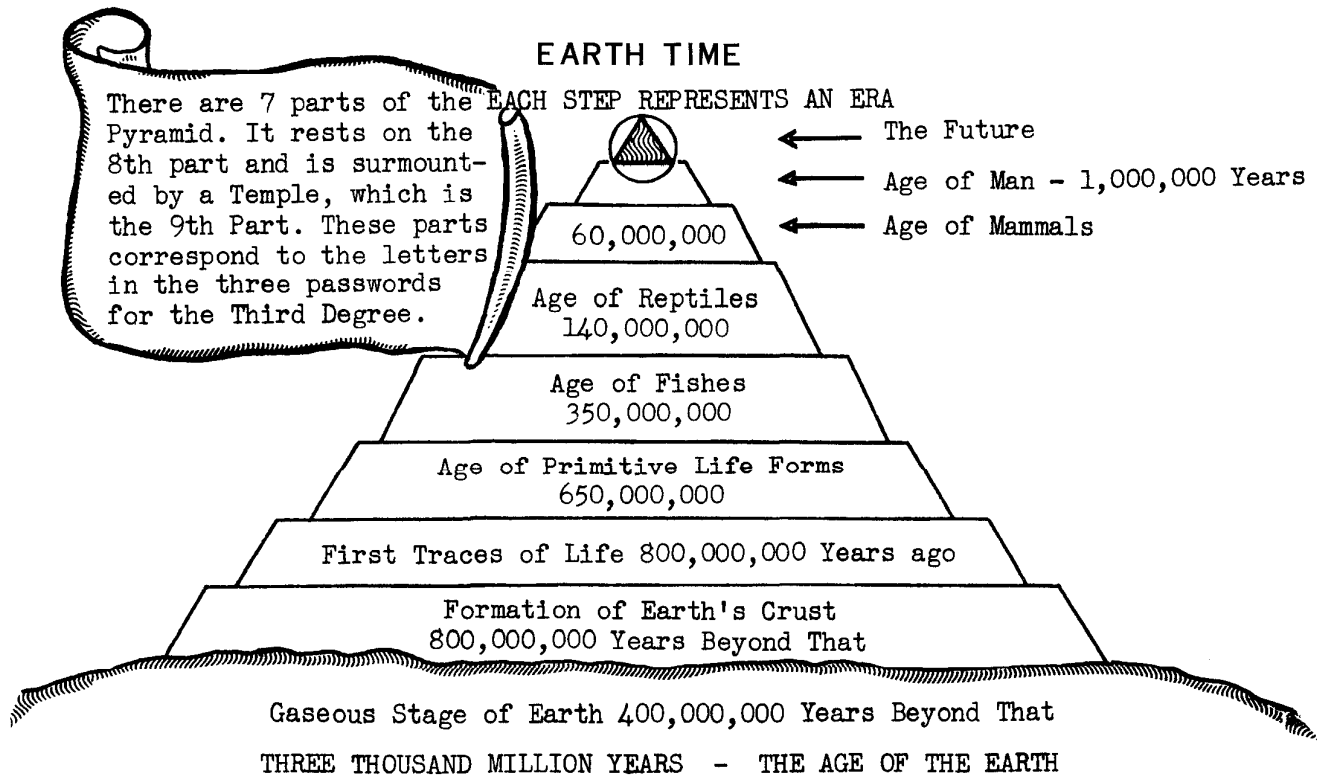 EARTH TIME
EACH STEP REPRESENTS AN ERA
There are 7 parts of the
Pyramid. It rests on the
8th part and is surmount-
ed by a Temple, which is
the 9th Part. These parts
correspond to the letters
in the three passwords
for the Third Degree.
The Future
Age of Man - 1,000,000 Years
Age of Mammals
60,000,000
Age of Reptiles
140,000,000
Age of Fishes
350,000,000
Age of Primitive Life Forms
650,000,000
First Traces of Life 800,000,000 Years ago
Formation of Earth's Crust
800,000,000 Years Beyond That
Gaseous Stage of Earth 400,000,000 Years Beyond That
THREE THOUSAND MILLION YEARS - THE AGE OF THE EARTH